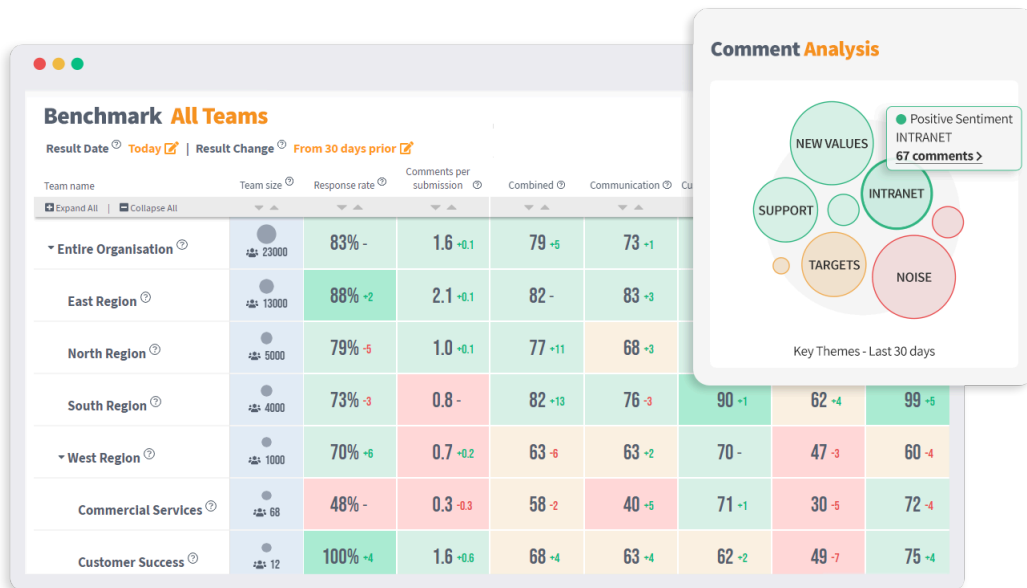 Comment Analysis
NEW VALUES
Positive Sentiment
INTRANET
67 comments >
INTRANET
SUPPORT
TARGETS
NOISE
Key Themes - Last 30 days
Benchmark All Teams
Result Date ? Today | Result Change ? From 30 days prior
Team name Team size ? Response rate ? Comments per submission ? Combined ? Communication ? Cu
Expand All | Collapse All
Entire Organisation ? 23000 83% - 1.6 +0.1 79 +5 73 +1
East Region ? 13000 88% +2 2.1 +0.1 82 - 83 +3
North Region ? 5000 79% -5 1.0 +0.1 77 +11 68 +3
South Region ? 4000 73% -3 0.8 - 82 +13 76 -3 90 +1 62 +4 99 +5
West Region ? 1000 70% +6 0.7 +0.2 63 -6 63 +2 70 - 47 -3 60 -4
Commercial Services ? 68 48% - 0.3 -0.3 58 -2 40 +5 71 +1 30 -5 72 -4
Customer Success ? 12 100% +4 1.6 +0.6 68 +4 63 +4 62 +2 49 -7 75 +4